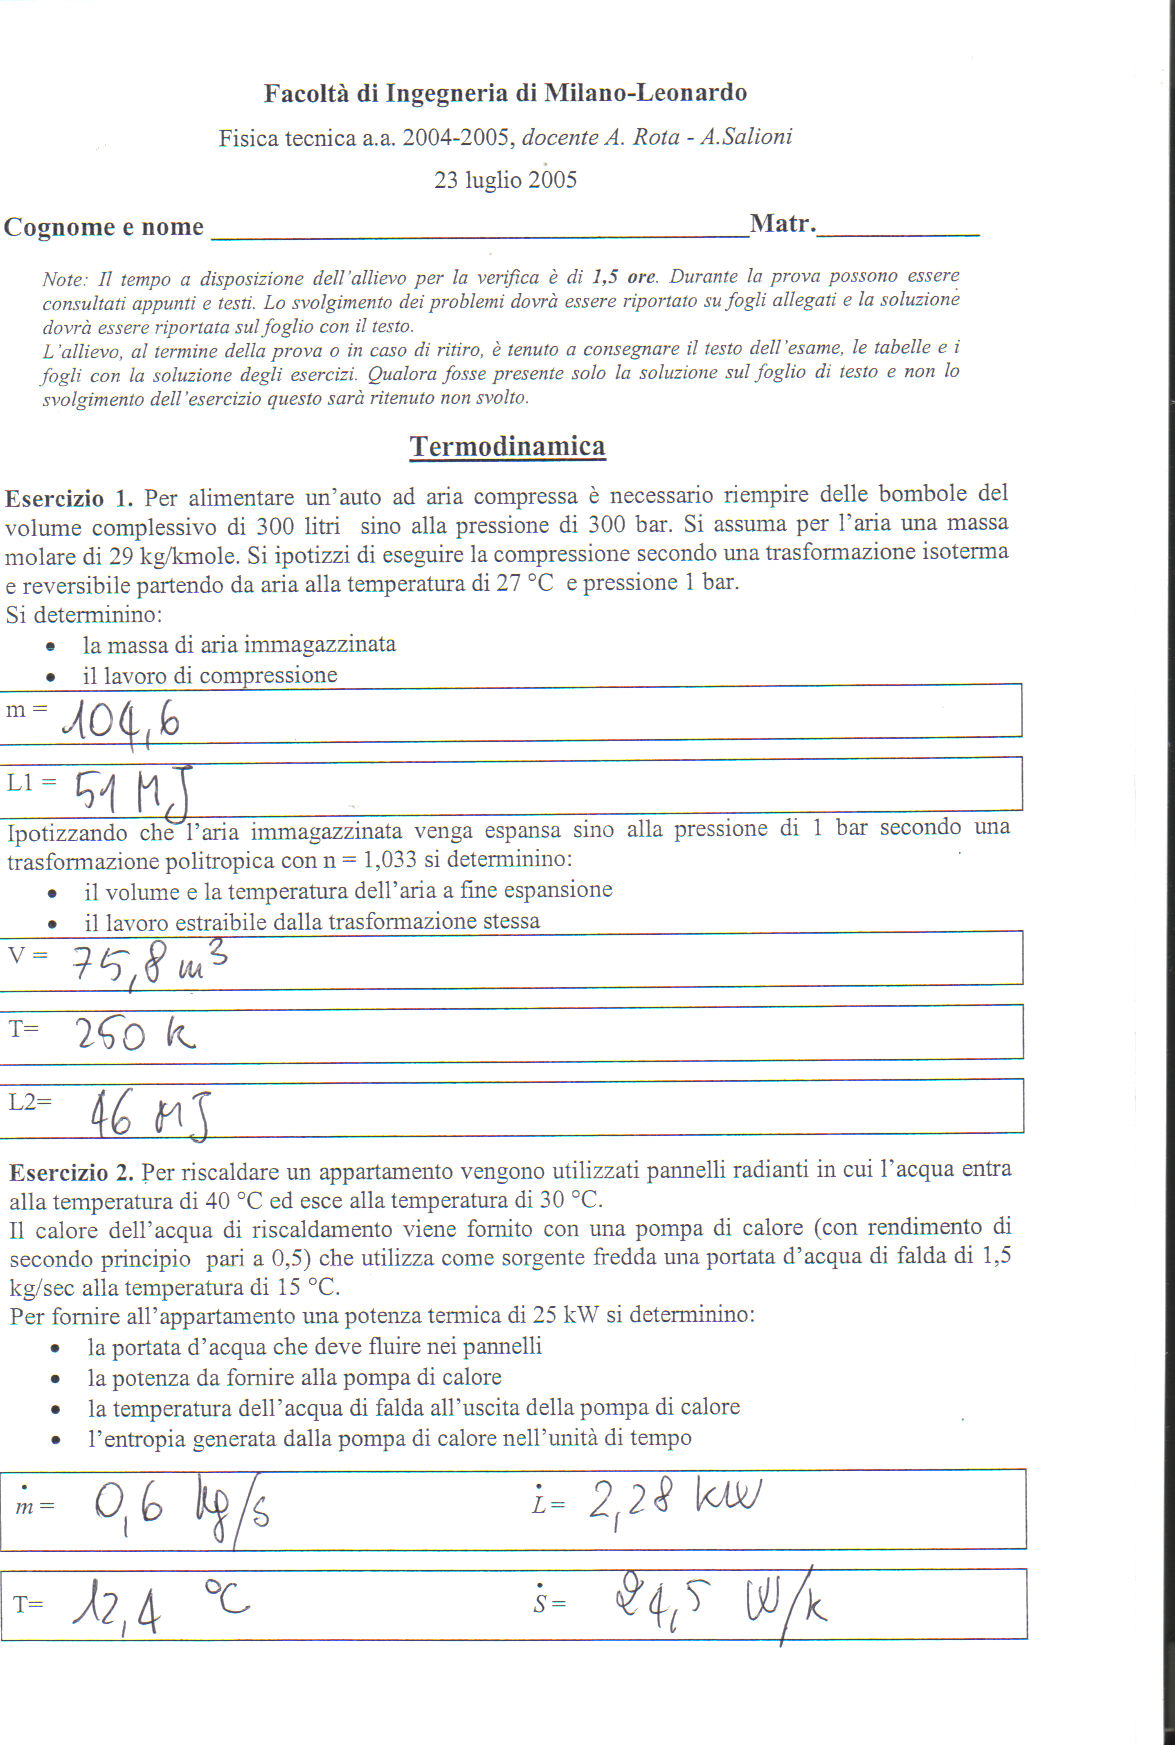 Facoltà di Ingegneria di Milano-Leonardo
Fisica tecnica a.a. 2004-2005, docente A. Rota - A.Salioni
23 luglio 2005
Cognome e nome ________________ Matr.________
Note: Il tempo a disposizione dell'allievo per la verifica è di 1,5 ore. Durante la prova possono essere
consultati appunti e testi. Lo svolgimento dei problemi dovrà essere riportato su fogli allegati e la soluzione
dovrà essere riportata sul foglio con il testo.
L'allievo, al termine della prova o in caso di ritiro, è tenuto a consegnare il testo dell'esame, le tabelle e i
fogli con la soluzione degli esercizi. Qualora fosse presente solo la soluzione sul foglio di testo e non lo
svolgimento dell'esercizio questo sarà ritenuto non svolto.
Termodinamica
Esercizio 1. Per alimentare un'auto ad aria compressa è necessario riempire delle bombole del
volume complessivo di 300 litri sino alla pressione di 300 bar. Si assuma per l'aria una massa
molare di 29 kg/kmole. Si ipotizzi di eseguire la compressione secondo una trasformazione isoterma
e reversibile partendo da aria alla temperatura di 27 °C e pressione 1 bar.
Si determinino:
• la massa di aria immagazzinata
• il lavoro di compressione
m = 104,6
L1 = 51 MJ
Ipotizzando che l'aria immagazzinata venga espansa sino alla pressione di 1 bar secondo una
trasformazione politropica con n = 1,033 si determinino:
• il volume e la temperatura dell'aria a fine espansione
• il lavoro estraibile dalla trasformazione stessa
V = 75,8 m³
T= 250 K
L2= 46 MJ
Esercizio 2. Per riscaldare un appartamento vengono utilizzati pannelli radianti in cui l'acqua entra
alla temperatura di 40 °C ed esce alla temperatura di 30 °C.
Il calore dell'acqua di riscaldamento viene fornito con una pompa di calore (con rendimento di
secondo principio pari a 0,5) che utilizza come sorgente fredda una portata d'acqua di falda di 1,5
kg/sec alla temperatura di 15 °C.
Per fornire all'appartamento una potenza termica di 25 kW si determinino:
• la portata d'acqua che deve fluire nei pannelli
• la potenza da fornire alla pompa di calore
• la temperatura dell'acqua di falda all'uscita della pompa di calore
• l'entropia generata dalla pompa di calore nell'unità di tempo
ṁ = 0,6 kg/s L̇ = 2,28 kW
T= 12,4 °C Ṡ = 24,5 W/K